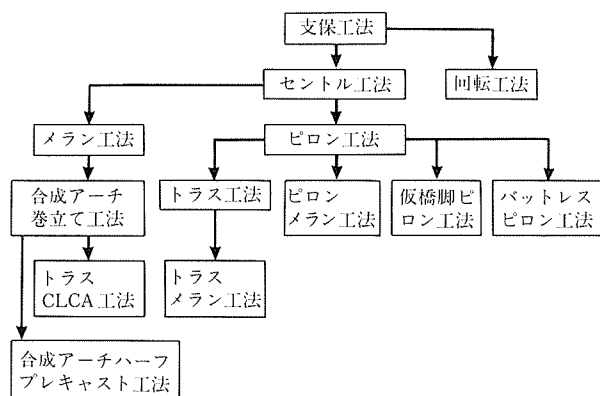 支保工法
セントル工法
回転工法
メラン工法
ピロン工法
合成アーチ
巻立て工法
トラス工法
ピロン
メラン工法
仮橋脚ピ
ロン工法
バットレス
ピロン工法
トラス
CLCA工法
トラス
メラン工法
合成アーチハーフ
プレキャスト工法